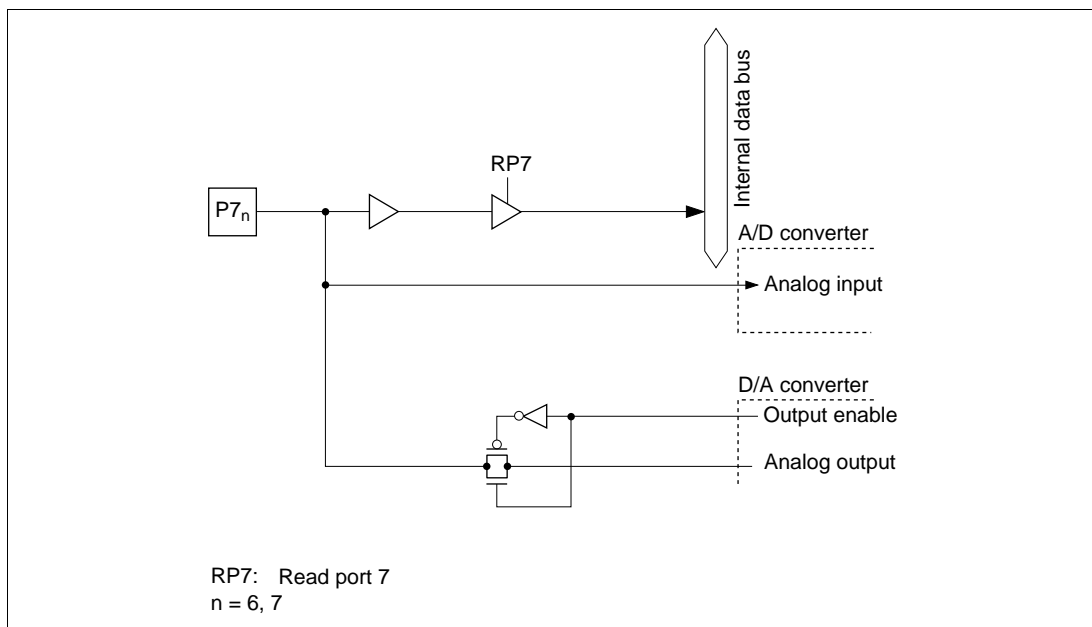 Internal data bus
RP7
P7n
A/D converter
Analog input
D/A converter
Output enable
Analog output
RP7: Read port 7
n = 6, 7